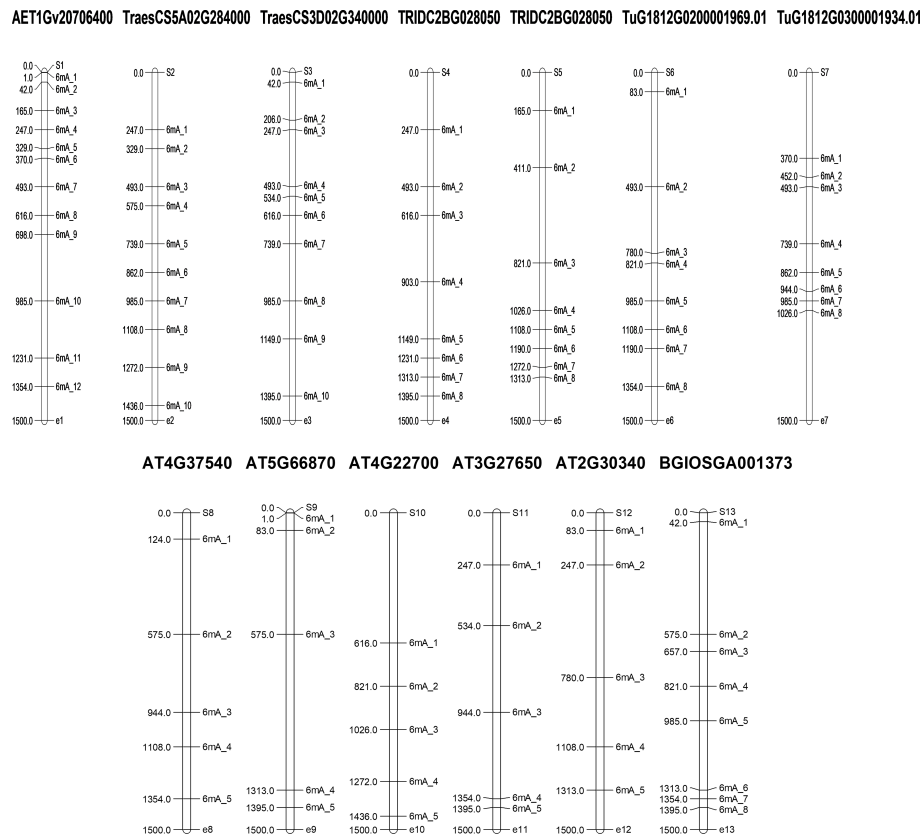 AET1Gv20706400 TraesCS5A02G284000 TraesCS3D02G340000 TRIDC2BG028050 TRIDC2BG028050 TuG1812G0200001969.01 TuG1812G0300001934.01
0.0 S1
1.0 6mA_1
42.0 6mA_2
165.0 6mA_3
247.0 6mA_4
329.0 6mA_5
370.0 6mA_6
493.0 6mA_7
616.0 6mA_8
698.0 6mA_9
985.0 6mA_10
1231.0 6mA_11
1354.0 6mA_12
1500.0 e1
0.0 S2
247.0 6mA_1
329.0 6mA_2
493.0 6mA_3
575.0 6mA_4
739.0 6mA_5
862.0 6mA_6
985.0 6mA_7
1108.0 6mA_8
1272.0 6mA_9
1436.0 6mA_10
1500.0 e2
0.0 S3
42.0 6mA_1
206.0 6mA_2
247.0 6mA_3
493.0 6mA_4
534.0 6mA_5
616.0 6mA_6
739.0 6mA_7
985.0 6mA_8
1149.0 6mA_9
1395.0 6mA_10
1500.0 e3
0.0 S4
247.0 6mA_1
493.0 6mA_2
616.0 6mA_3
903.0 6mA_4
1149.0 6mA_5
1231.0 6mA_6
1313.0 6mA_7
1395.0 6mA_8
1500.0 e4
0.0 S5
165.0 6mA_1
411.0 6mA_2
821.0 6mA_3
1026.0 6mA_4
1108.0 6mA_5
1190.0 6mA_6
1272.0 6mA_7
1313.0 6mA_8
1500.0 e5
0.0 S6
83.0 6mA_1
493.0 6mA_2
780.0 6mA_3
821.0 6mA_4
985.0 6mA_5
1108.0 6mA_6
1190.0 6mA_7
1354.0 6mA_8
1500.0 e6
0.0 S7
370.0 6mA_1
452.0 6mA_2
493.0 6mA_3
739.0 6mA_4
862.0 6mA_5
944.0 6mA_6
985.0 6mA_7
1026.0 6mA_8
1500.0 e7
AT4G37540 AT5G66870 AT4G22700 AT3G27650 AT2G30340 BGIOSGA001373
0.0 S8
124.0 6mA_1
575.0 6mA_2
944.0 6mA_3
1108.0 6mA_4
1354.0 6mA_5
1500.0 e8
0.0 S9
1.0 6mA_1
83.0 6mA_2
575.0 6mA_3
1313.0 6mA_4
1395.0 6mA_5
1500.0 e9
0.0 S10
616.0 6mA_1
821.0 6mA_2
1026.0 6mA_3
1272.0 6mA_4
1436.0 6mA_5
1500.0 e10
0.0 S11
247.0 6mA_1
534.0 6mA_2
944.0 6mA_3
1354.0 6mA_4
1395.0 6mA_5
1500.0 e11
0.0 S12
83.0 6mA_1
247.0 6mA_2
780.0 6mA_3
1108.0 6mA_4
1313.0 6mA_5
1500.0 e12
0.0 S13
42.0 6mA_1
575.0 6mA_2
657.0 6mA_3
821.0 6mA_4
985.0 6mA_5
1313.0 6mA_6
1354.0 6mA_7
1395.0 6mA_8
1500.0 e13